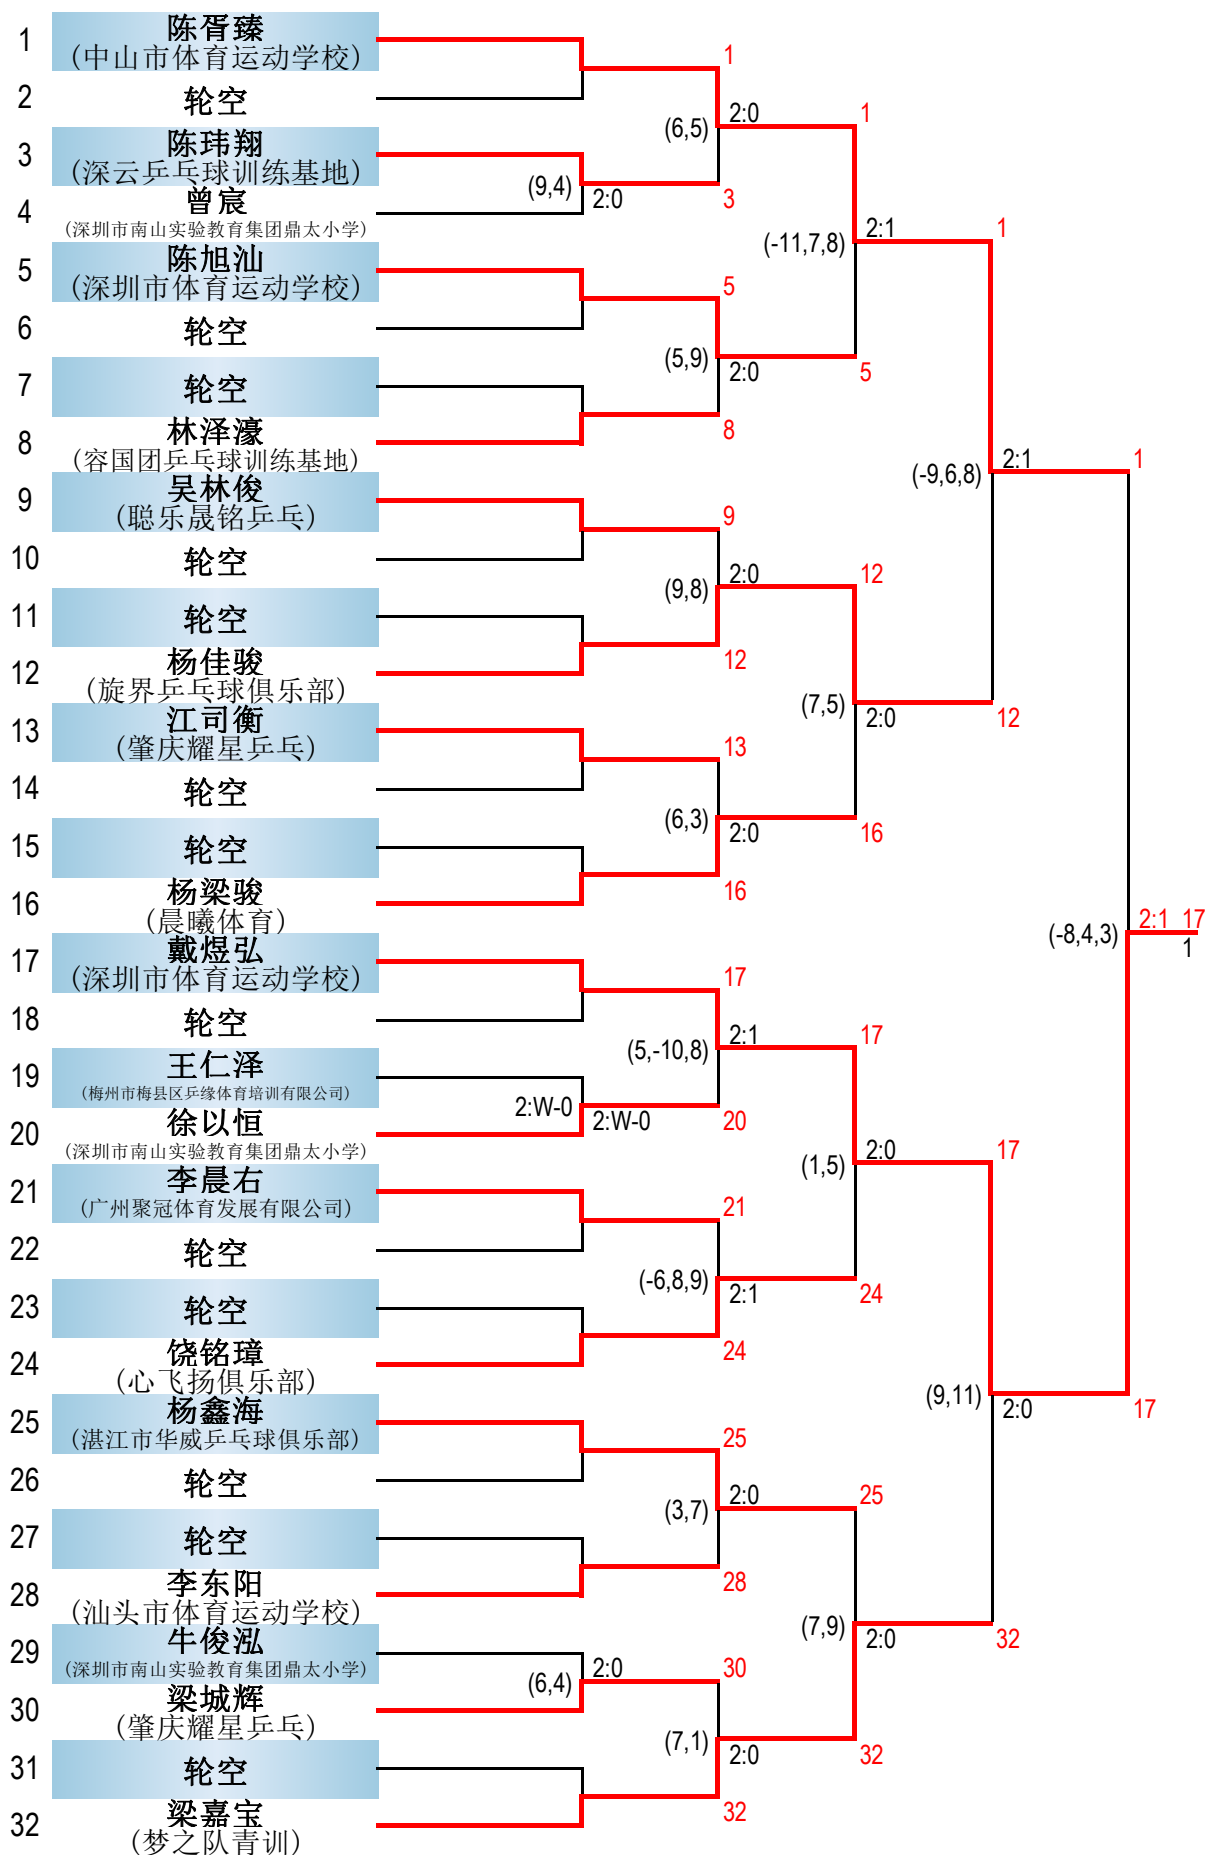 1 陈胥臻
(中山市体育运动学校)
2 轮空
3 陈玮翔
(深云乒乓球训练基地)
4 曾宸
(深圳市南山实验教育集团鼎太小学)
5 陈旭汕
(深圳市体育运动学校)
6 轮空
7 轮空
8 林泽濠
(容国团乒乓球训练基地)
9 吴林俊
(聪乐晟铭乒乓)
10 轮空
11 轮空
12 杨佳骏
(旋界乒乓球俱乐部)
13 江司衡
(肇庆耀星乒乓)
14 轮空
15 轮空
16 杨梁骏
(晨曦体育)
17 戴煜弘
(深圳市体育运动学校)
18 轮空
19 王仁泽
(梅州市梅县区乒缘体育培训有限公司)
20 徐以恒
(深圳市南山实验教育集团鼎太小学)
21 李晨右
(广州聚冠体育发展有限公司)
22 轮空
23 轮空
24 饶铭璋
(心飞扬俱乐部)
25 杨鑫海
(湛江市华威乒乓球俱乐部)
26 轮空
27 轮空
28 李东阳
(汕头市体育运动学校)
29 牛俊泓
(深圳市南山实验教育集团鼎太小学)
30 梁城辉
(肇庆耀星乒乓)
31 轮空
32 梁嘉宝
(梦之队青训)
(9,4) 2:0
2:W-0 2:W-0
(6,4) 2:0
1
(6,5) 2:0
3
5
(5,9) 2:0
8
9
(9,8) 2:0
12
13
(6,3) 2:0
16
17
(5,-10,8) 2:1
20
21
(-6,8,9) 2:1
24
25
(3,7) 2:0
28
30
(7,1) 2:0
32
1
(-11,7,8) 2:1
5
12
(7,5) 2:0
16
17
(1,5) 2:0
24
25
(7,9) 2:0
32
1
(-9,6,8) 2:1
12
17
(9,11) 2:0
32
1
(-8,4,3) 2:1 17
1
17